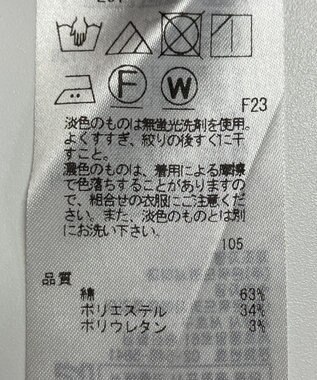 F
W
F23
淡色のものは無蛍光洗剤を使用。
よくすすぎ、絞りの後すぐに干
すこと。
濃色のものは、着用による摩擦
で色落ちすることがありますの
で、組合せの衣服にご注意くださ
い。また、淡色のものとは別
にお洗い下さい。
105
品質
綿 63%
ポリエステル 34%
ポリウレタン 3%